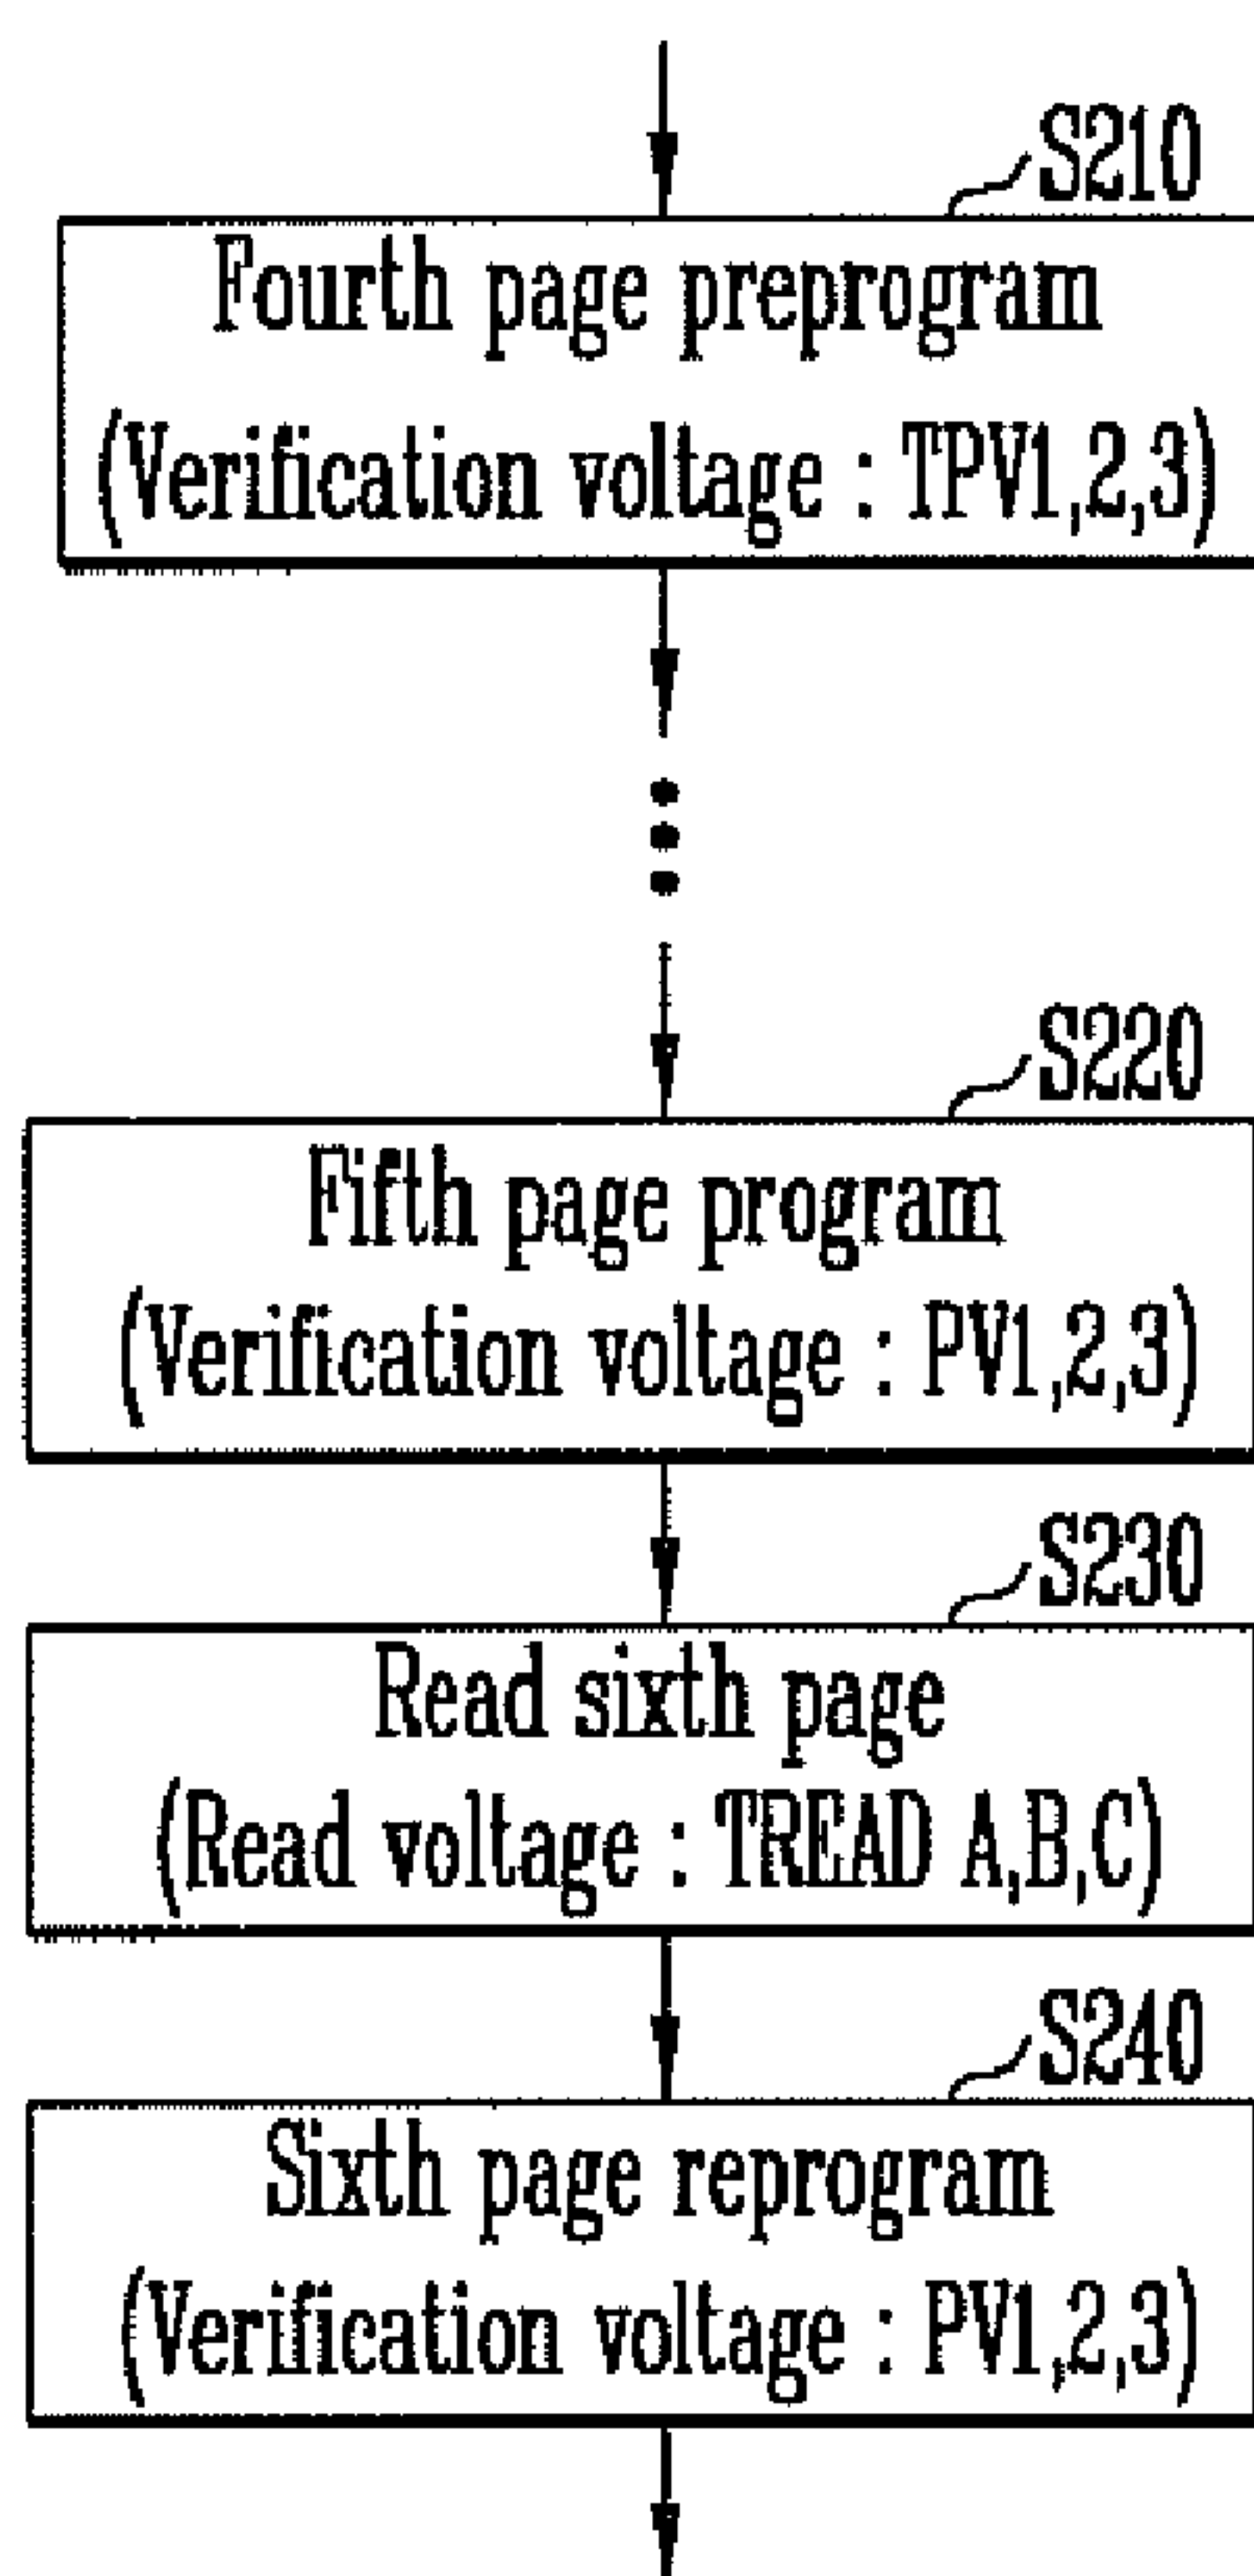 S210
Fourth page preprogram
(Verification voltage : TPV1,2,3)
S220
Fifth page program
(Verification voltage : PV1,2,3)
S230
Read sixth page
(Read voltage : TREAD A,B,C)
S240
Sixth page reprogram
(Verification voltage : PV1,2,3)